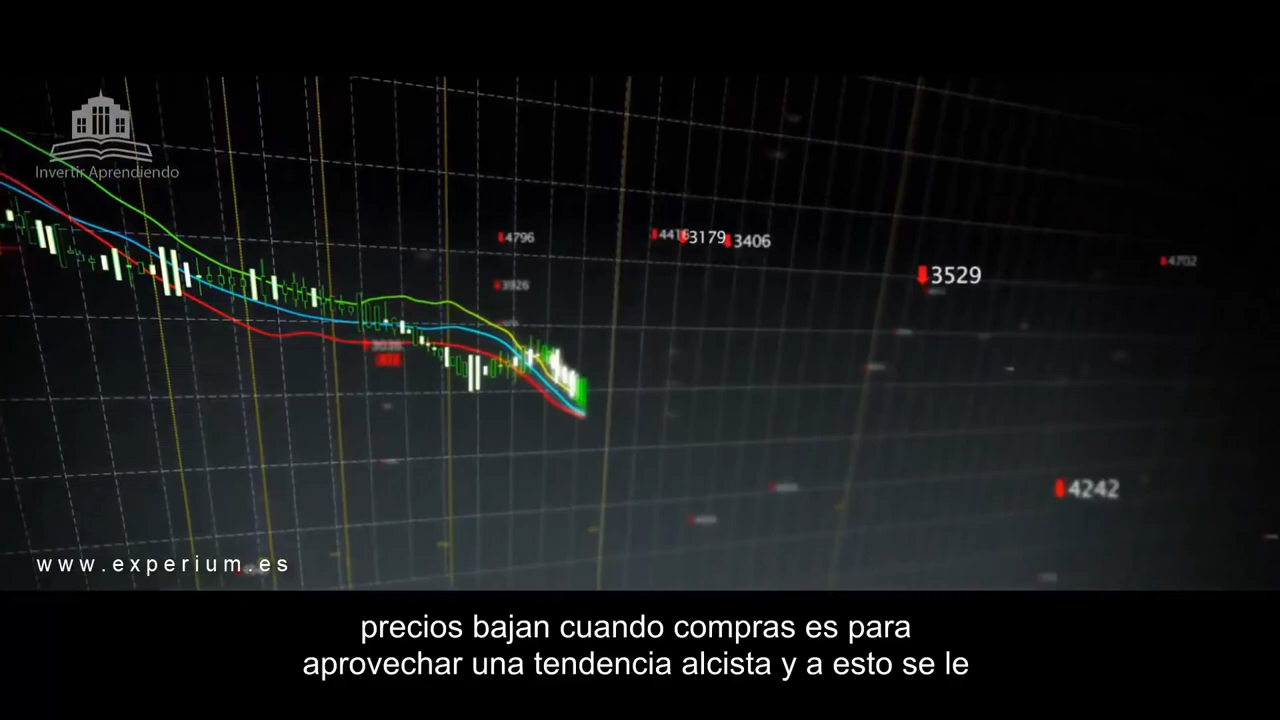 Invertir Aprendiendo
4796
4416
3179
3406
4702
3529
3926
4242
www.experium.es
precios bajan cuando compras es para
aprovechar una tendencia alcista y a esto se le